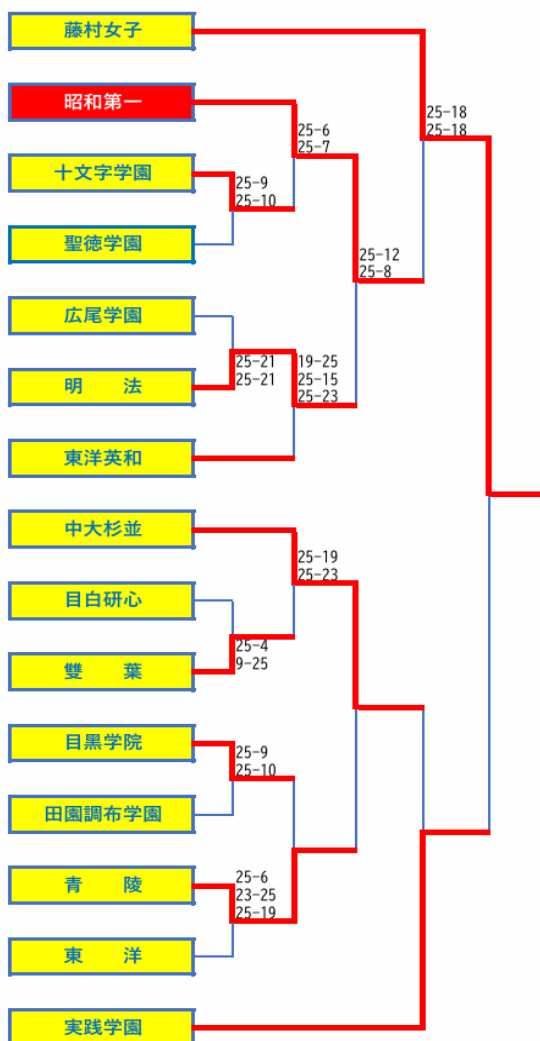 藤村女子
25-18
25-18
昭和第一
25-6
25-7
十文字学園
25-9
25-10
聖徳学園
25-12
25-8
広尾学園
25-21
25-21
19-25
25-15
25-23
明　法
東洋英和
中大杉並
25-19
25-23
目白研心
25-4
9-25
雙　葉
目黒学院
25-9
25-10
田園調布学園
青　陵
25-6
23-25
25-19
東　洋
実践学園